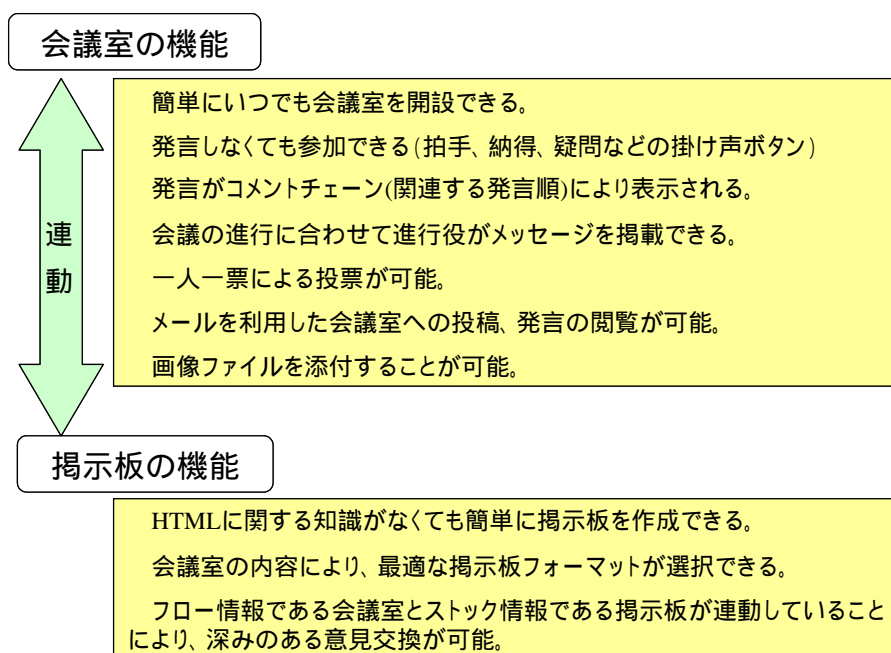 会議室の機能
簡単にいつでも会議室を開設できる。
発言しなくても参加できる(拍手、納得、疑問などの掛け声ボタン)
発言がコメントチェーン(関連する発言順)により表示される。
会議の進行に合わせて進行役がメッセージを掲載できる。
一人一票による投票が可能。
メールを利用した会議室への投稿、発言の閲覧が可能。
画像ファイルを添付することが可能。
連
動
掲示板の機能
HTMLに関する知識がなくても簡単に掲示板を作成できる。
会議室の内容により、最適な掲示板フォーマットが選択できる。
フロー情報である会議室とストック情報である掲示板が連動していること
により、深みのある意見交換が可能。